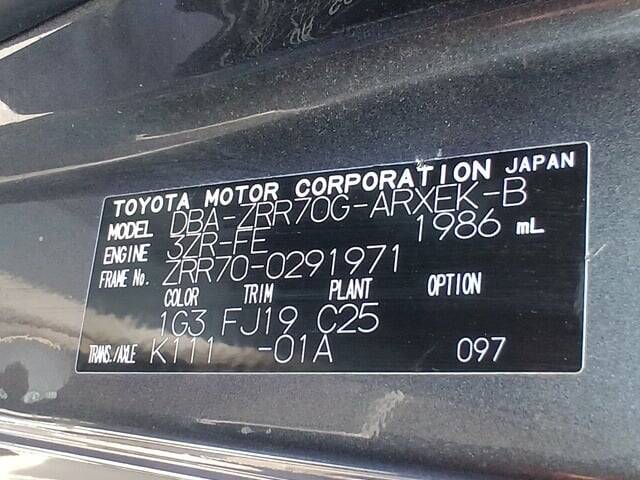 TOYOTA MOTOR CORPORATION JAPAN
MODEL DBA-ZRR70G-ARXEK-B
ENGINE 3ZR-FE 1986 mL
FRAME No. ZRR70-0291971
COLOR TRIM PLANT OPTION
1G3 FJ19 C25
TRANS./AXLE K111 -01A 097